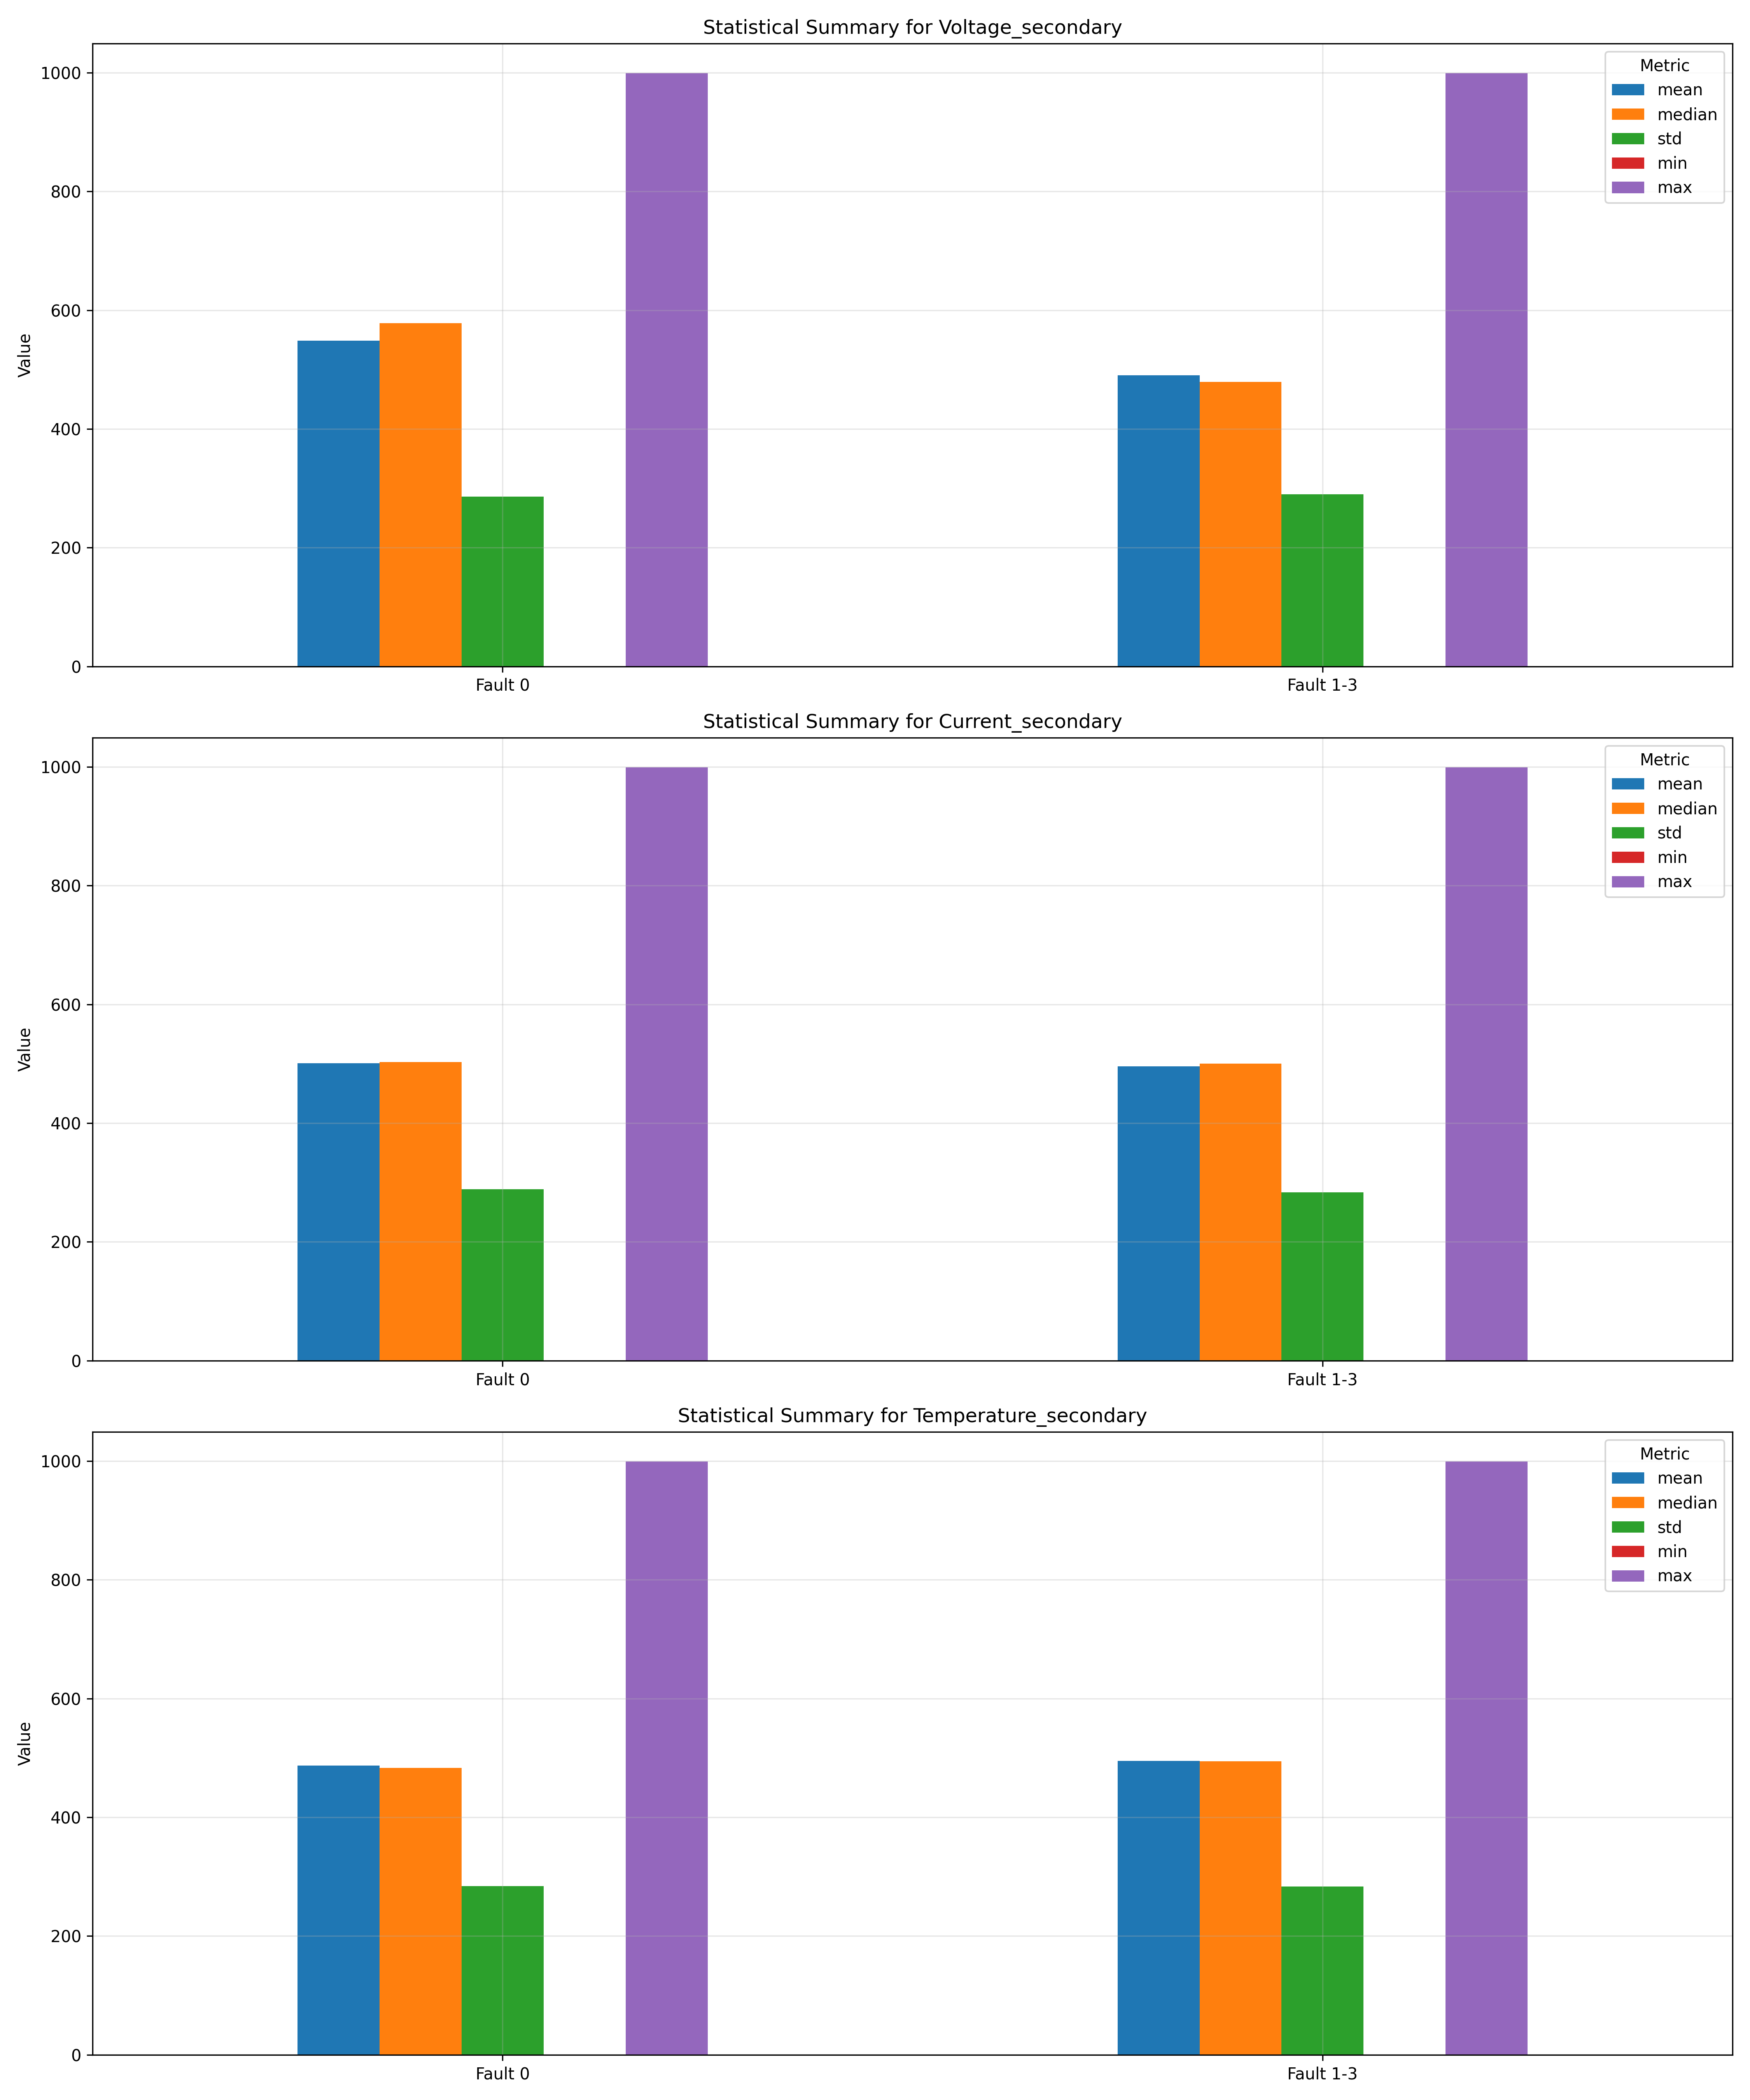 Statistical Summary for Voltage_secondary
Value
1000
800
600
400
200
0
Fault 0
Fault 1-3
Metric
mean
median
std
min
max
Statistical Summary for Current_secondary
Value
1000
800
600
400
200
0
Fault 0
Fault 1-3
Metric
mean
median
std
min
max
Statistical Summary for Temperature_secondary
Value
1000
800
600
400
200
0
Fault 0
Fault 1-3
Metric
mean
median
std
min
max